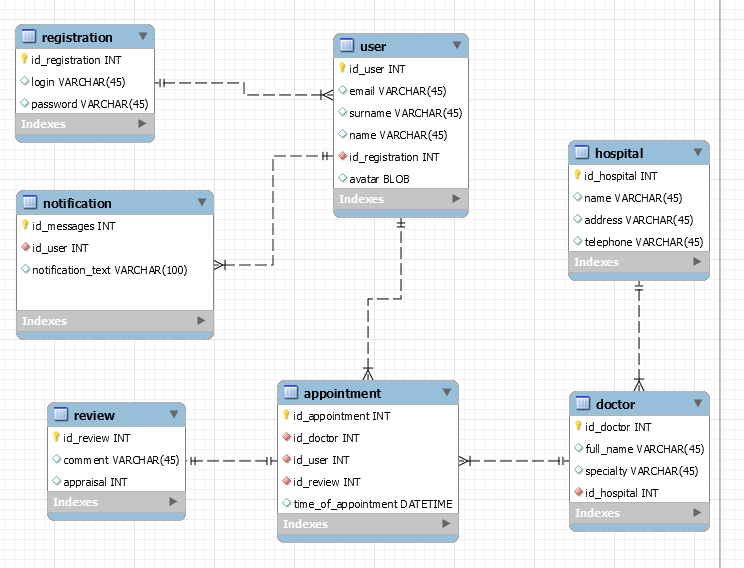 registration
id_registration INT
login VARCHAR(45)
password VARCHAR(45)
Indexes
user
id_user INT
email VARCHAR(45)
surname VARCHAR(45)
name VARCHAR(45)
id_registration INT
avatar BLOB
Indexes
hospital
id_hospital INT
name VARCHAR(45)
address VARCHAR(45)
telephone VARCHAR(45)
Indexes
notification
id_messages INT
id_user INT
notification_text VARCHAR(100)
Indexes
review
id_review INT
comment VARCHAR(45)
appraisal INT
Indexes
appointment
id_appointment INT
id_doctor INT
id_user INT
id_review INT
time_of_appointment DATETIME
Indexes
doctor
id_doctor INT
full_name VARCHAR(45)
specialty VARCHAR(45)
id_hospital INT
Indexes